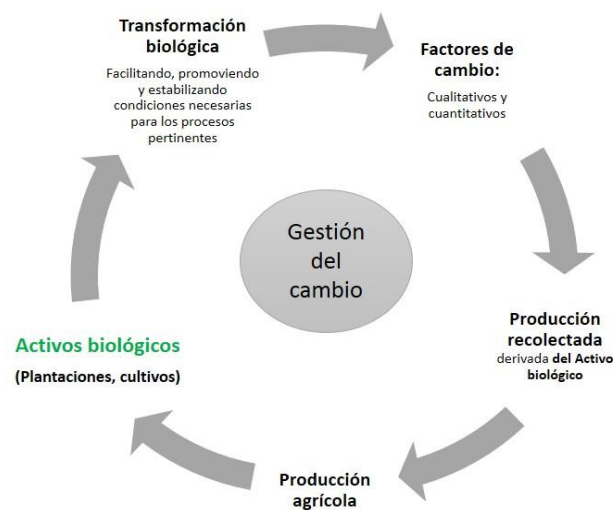 Transformación
biológica
Facilitando, promoviendo
y estabilizando
condiciones necesarias
para los procesos
pertinentes
Factores de
cambio:
Cualitativos y
cuantitativos
Gestión
del
cambio
Producción
recolectada
derivada del Activo
biológico
Producción
agrícola
Activos biológicos
(Plantaciones, cultivos)